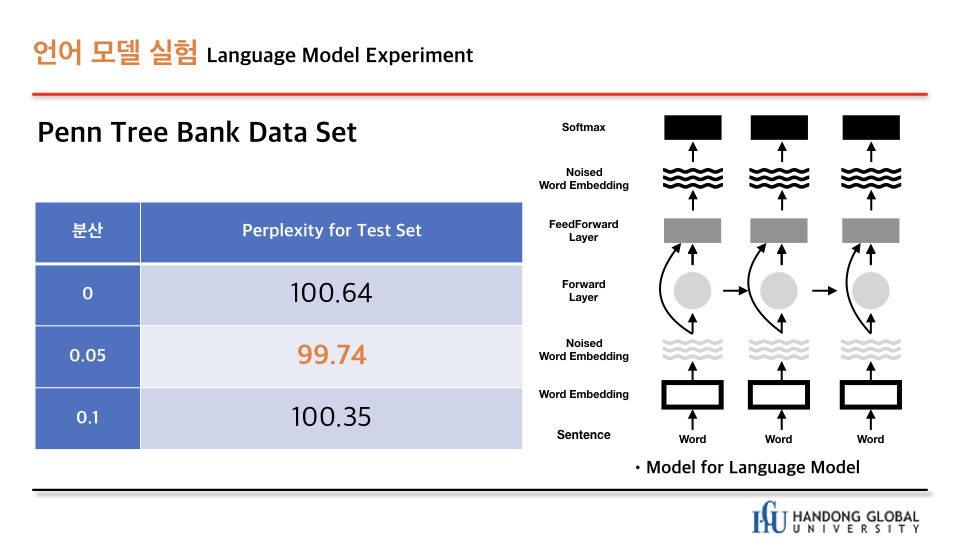 언어 모델 실험 Language Model Experiment
Penn Tree Bank Data Set
분산 Perplexity for Test Set
0 100.64
0.05 99.74
0.1 100.35
Softmax
Noised
Word Embedding
FeedForward
Layer
Forward
Layer
Noised
Word Embedding
Word Embedding
Sentence Word Word Word
• Model for Language Model
HGU HANDONG GLOBAL
UNIVERSITY